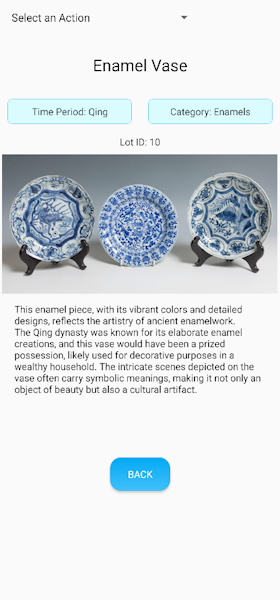 Select an Action
Enamel Vase
Time Period: Qing
Category: Enamels
Lot ID: 10
This enamel piece, with its vibrant colors and detailed
designs, reflects the artistry of ancient enamelwork.
The Qing dynasty was known for its elaborate enamel
creations, and this vase would have been a prized
possession, likely used for decorative purposes in a
wealthy household. The intricate scenes depicted on the
vase often carry symbolic meanings, making it not only an
object of beauty but also a cultural artifact.
BACK